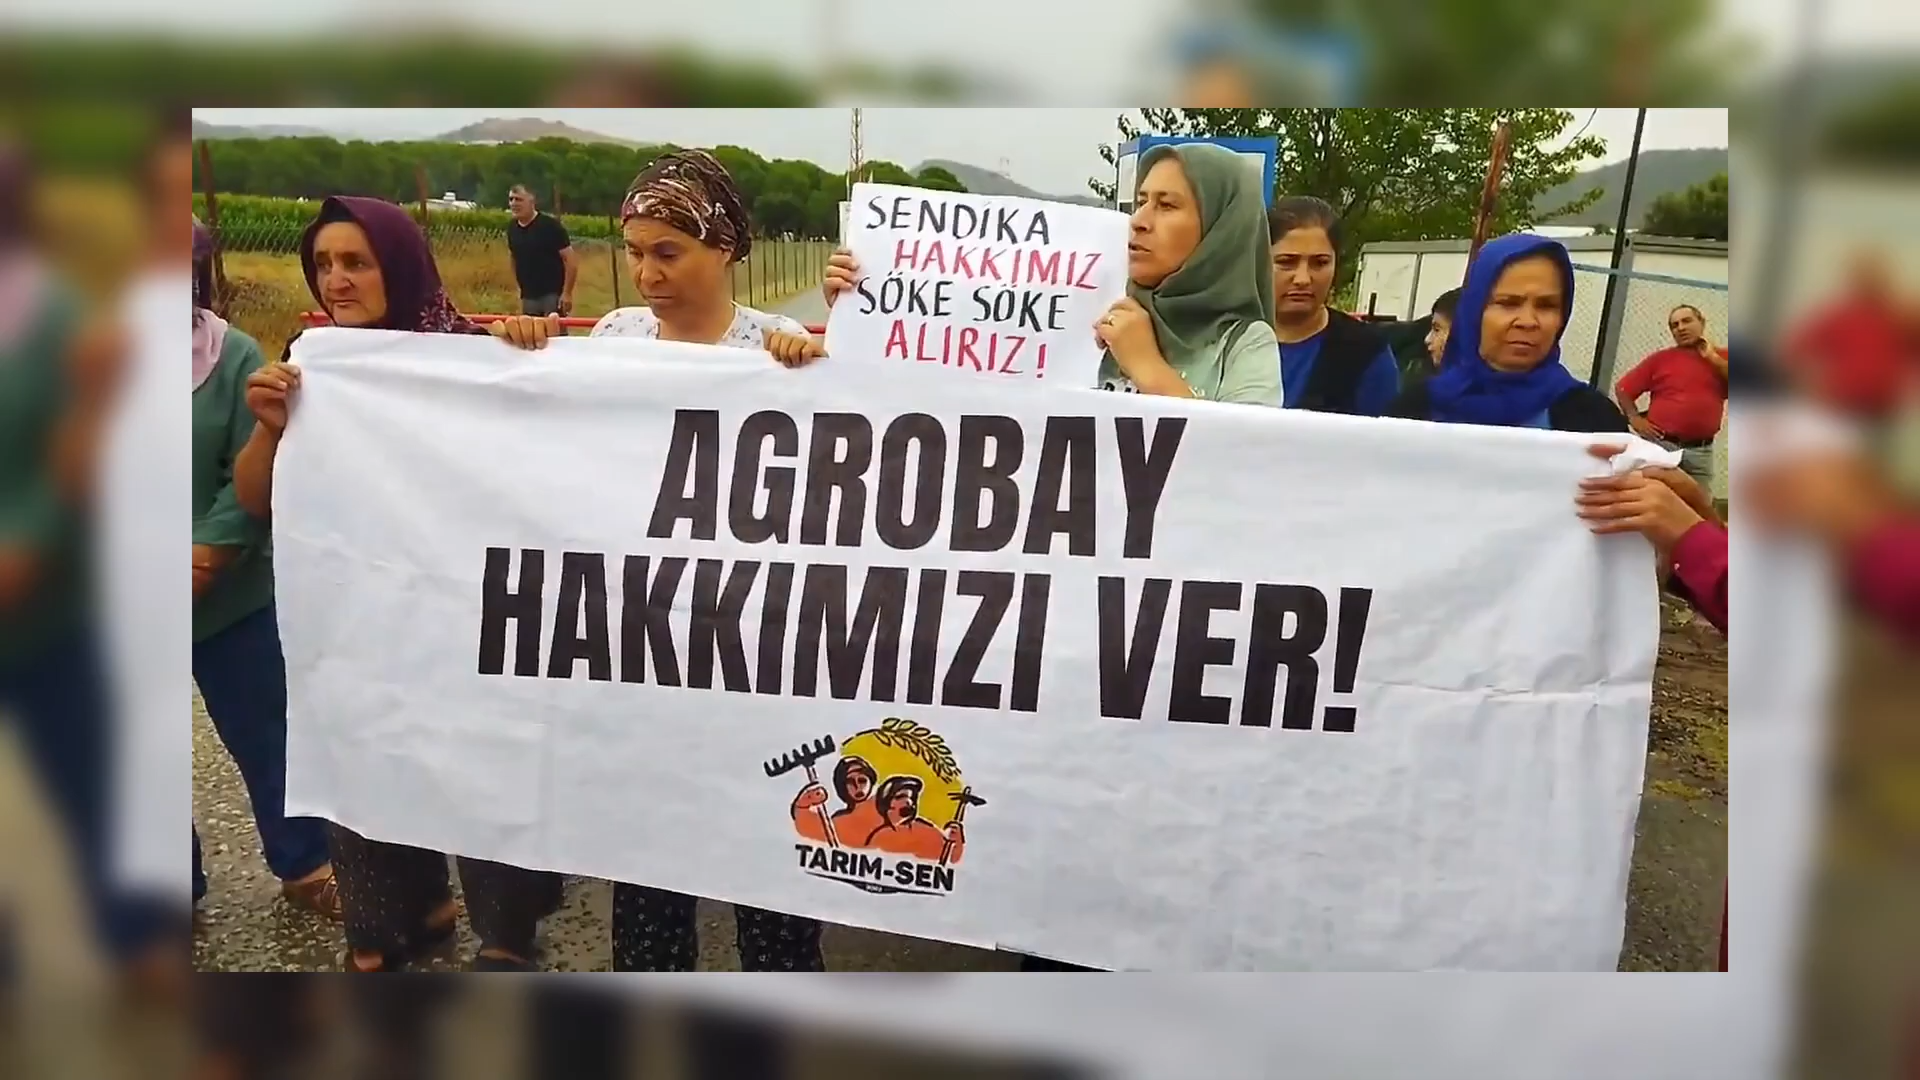 SENDİKA
HAKKIMIZ
SÖKE SÖKE
ALIRIZ!
AGROBAY
HAKKIMIZI VER!
TARIM-SEN